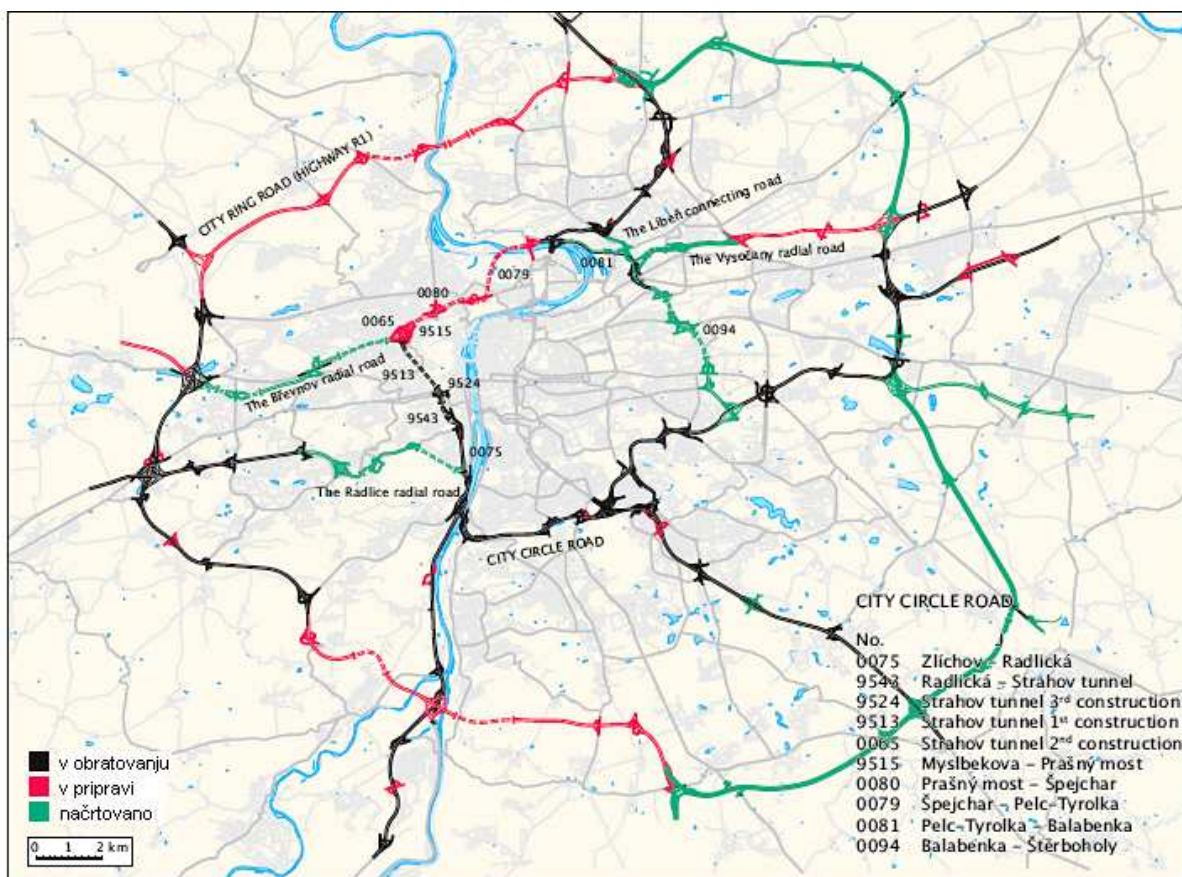 CITY RING ROAD (HIGHWAY R1)
The Libeň connecting road
The Vysočany radial road
0081
0079
0080
0065
9515
0094
The Břevnov radial road
9513
9524
9543
0075
The Radlice radial road
CITY CIRCLE ROAD
CITY CIRCLE ROAD
No.
0075 Zlíchov – Radlická
9543 Radlická – Strahov tunnel
9524 Strahov tunnel 3rd construction
9513 Strahov tunnel 1st construction
0065 Strahov tunnel 2nd construction
9515 Myslbekova – Prašný most
0080 Prašný most – Špejchar
0079 Špejchar – Pelc-Tyrolka
0081 Pelc-Tyrolka – Balabenka
0094 Balabenka – Štěrboholy
v obratovanju
v pripravi
načrtovano
0 1 2 km